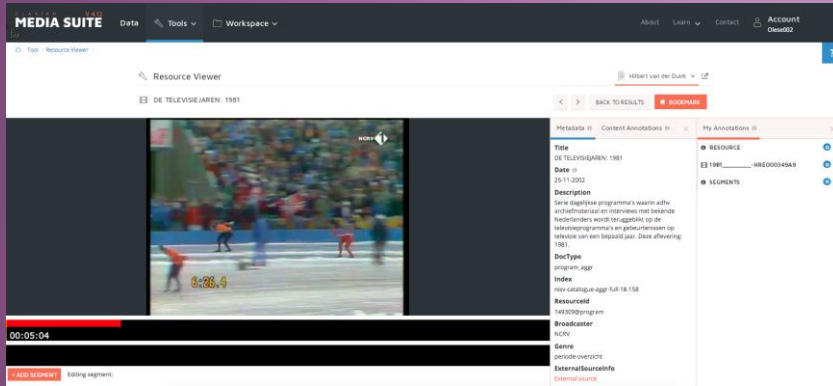 CLARIAH V4.0
MEDIA SUITE
Data
Tools
Workspace
About
Learn
Contact
Account
Olese002
Tool
Resource Viewer
Resource Viewer
Hilbert van der Duim
DE TELEVISIEJAREN: 1981
BACK TO RESULTS
BOOKMARK
NCRV
6:26.4
00:05:04
+ ADD SEGMENT
Editing segment:
Metadata
Content Annotations
Title
DE TELEVISIEJAREN: 1981
Date
25-11-2002
Description
Serie dagelijkse programma's waarin adhv
archiefmateriaal en interviews met bekende
Nederlanders wordt teruggeblikt op de
televisieprogramma's en gebeurtenissen op
televisie van een bepaald jaar. Deze aflevering:
1981.
DocType
program_aggr
Index
nisv-catalogue-aggr-full-18-158
ResourceId
149309@program
Broadcaster
NCRV
Genre
periode-overzicht
ExternalSourceInfo
External source
My Annotations
RESOURCE
SEGMENTS